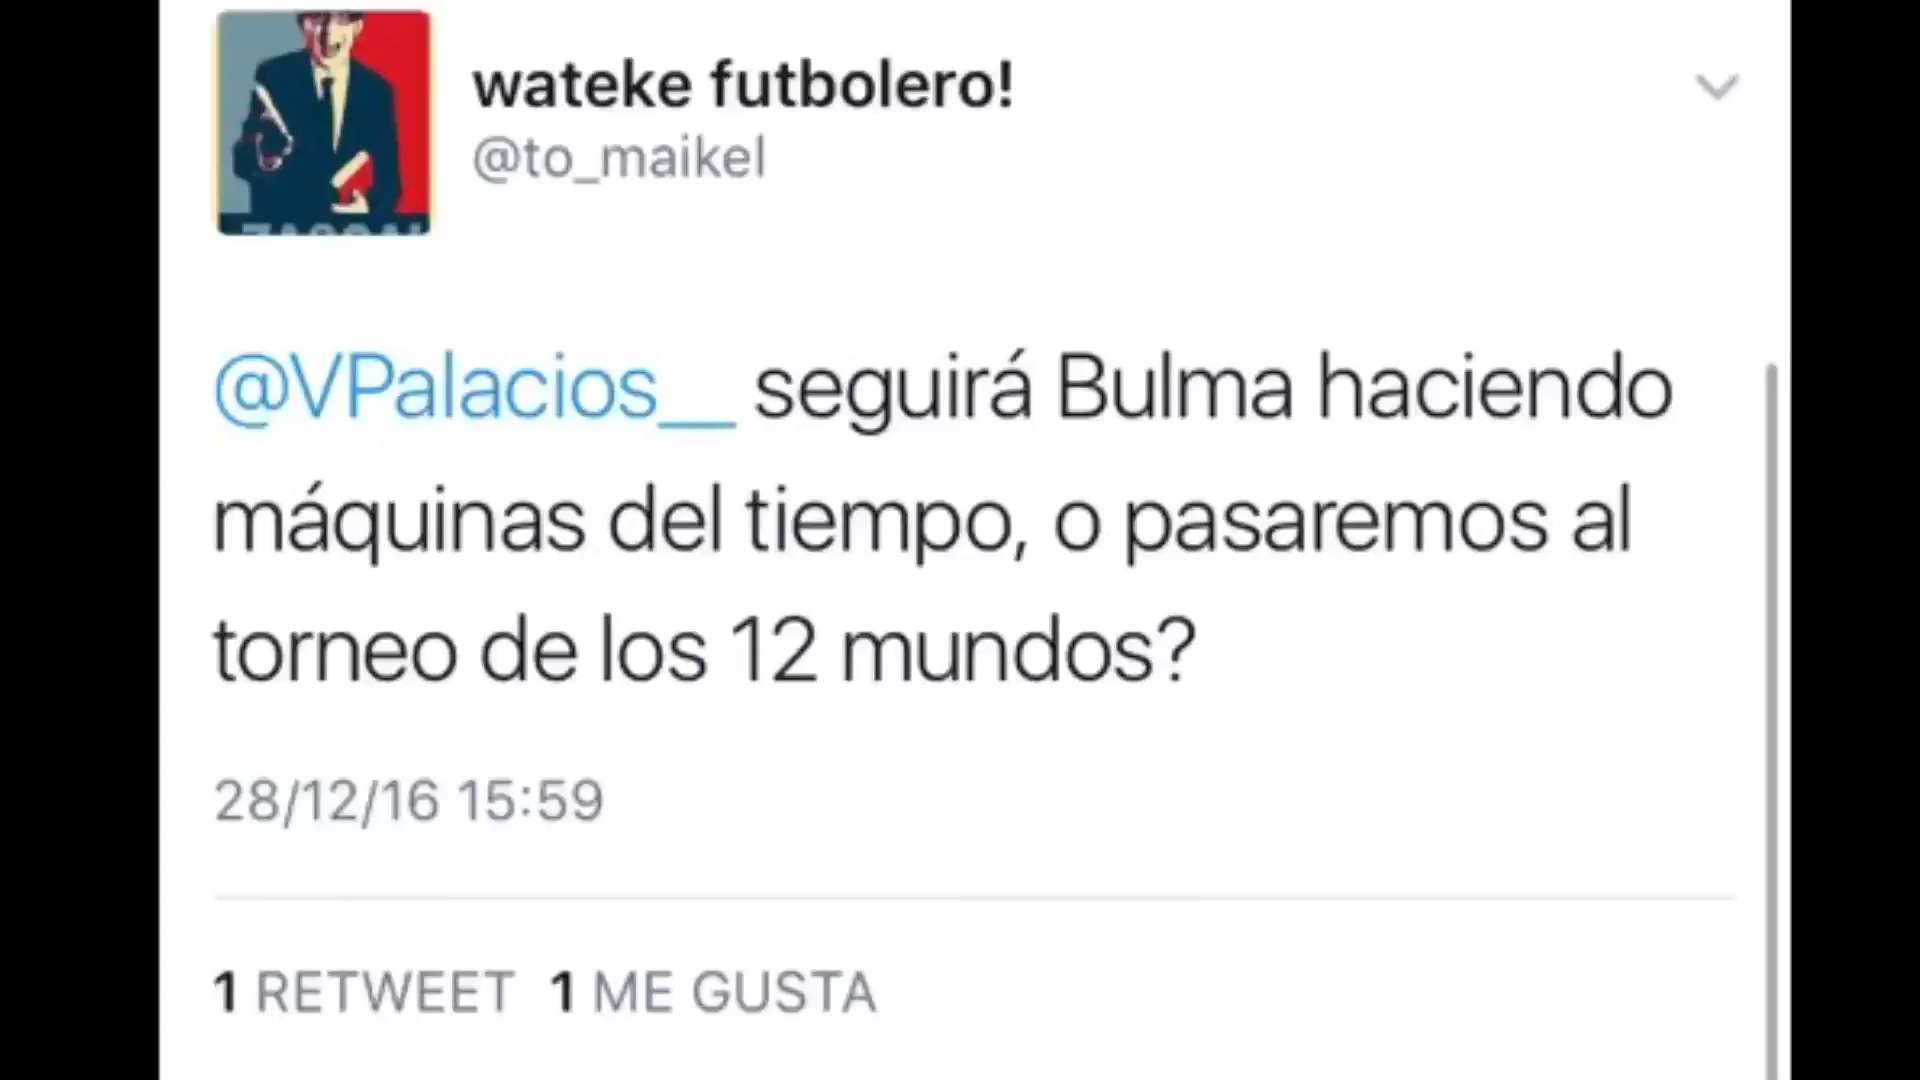 wateke futbolero!
@to_maikel
@VPalacios__ seguirá Bulma haciendo
máquinas del tiempo, o pasaremos al
torneo de los 12 mundos?
28/12/16 15:59
1 RETWEET 1 ME GUSTA